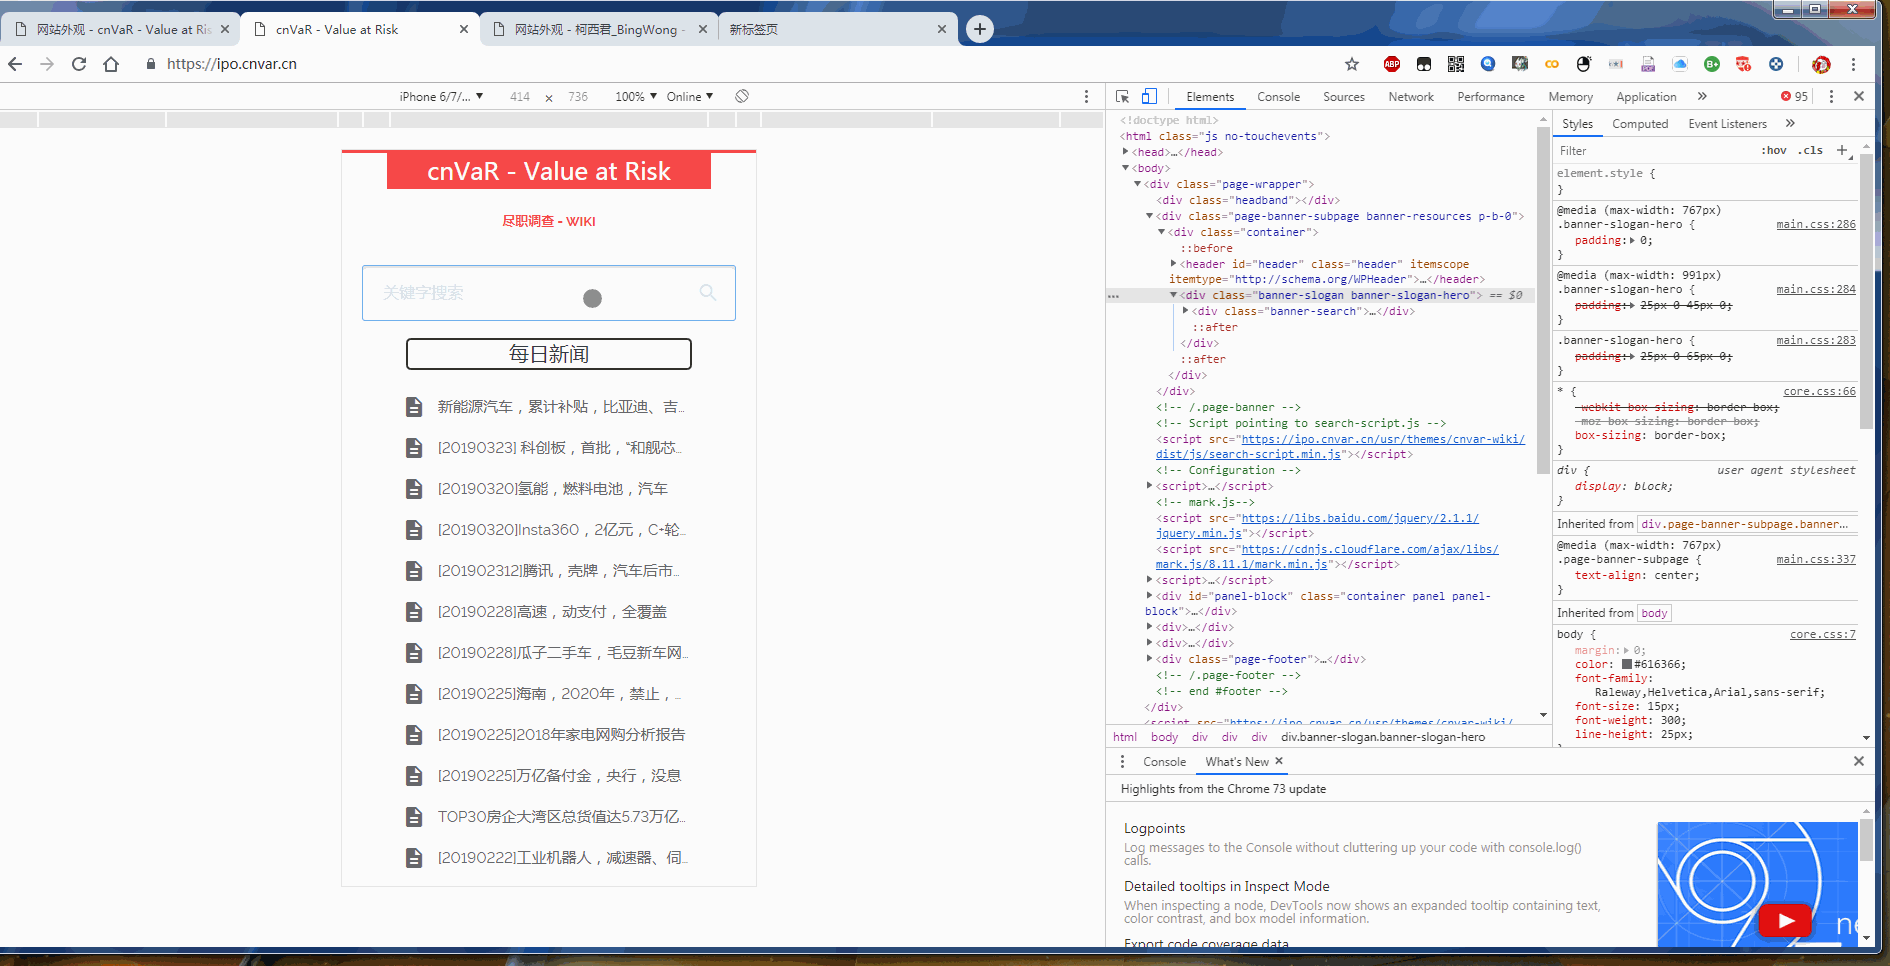 网站外观 - cnVaR - Value at Ris
cnVaR - Value at Risk
网站外观 - 柯西君_BingWong -
新标签页
https://ipo.cnvar.cn
iPhone 6/7/... ▼ 414 × 736 100% ▼ Online ▼
cnVaR - Value at Risk
尽职调查 - WIKI
关键字搜索
每日新闻
新能源汽车，累计补贴，比亚迪、吉...
[20190323] 科创板，首批，“和舰芯...
[20190320]氢能，燃料电池，汽车
[20190320]Insta360，2亿元，C+轮...
[201902312]腾讯，壳牌，汽车后市...
[20190228]高速，动支付，全覆盖
[20190228]瓜子二手车，毛豆新车网...
[20190225]海南，2020年，禁止，...
[20190225]2018年家电网购分析报告
[20190225]万亿备付金，央行，没息
TOP30房企大湾区总货值达5.73万亿...
[20190222]工业机器人，减速器、伺...
Elements Console Sources Network Performance Memory Application » 95
<!doctype html>
<html class="js no-touchevents">
<head>…</head>
<body>
<div class="page-wrapper">
<div class="headband"></div>
<div class="page-banner-subpage banner-resources p-b-0">
<div class="container">
::before
<header id="header" class="header" itemscope
itemtype="http://schema.org/WPHeader">…</header>
<div class="banner-slogan banner-slogan-hero"> == $0
<div class="banner-search">…</div>
::after
</div>
::after
</div>
</div>
<!-- /.page-banner -->
<!-- Script pointing to search-script.js -->
<script src="https://ipo.cnvar.cn/usr/themes/cnvar-wiki/
dist/js/search-script.min.js"></script>
<!-- Configuration -->
<script>…</script>
<!-- mark.js-->
<script src="https://libs.baidu.com/jquery/2.1.1/
jquery.min.js"></script>
<script src="https://cdnjs.cloudflare.com/ajax/libs/
mark.js/8.11.1/mark.min.js"></script>
<script>…</script>
<div id="panel-block" class="container panel panel-
block">…</div>
<div>…</div>
<div>…</div>
<div class="page-footer">…</div>
<!-- /.page-footer -->
<!-- end #footer -->
</div>
<script src="https://ipo.cnvar.cn/usr/themes/cnvar-wiki/
html body div div div div.banner-slogan.banner-slogan-hero
Styles Computed Event Listeners »
Filter :hov .cls +
element.style {
}
@media (max-width: 767px)
.banner-slogan-hero { main.css:286
padding: 0;
}
@media (max-width: 991px)
.banner-slogan-hero { main.css:284
padding: 25px 0 45px 0;
}
.banner-slogan-hero { main.css:283
padding: 25px 0 65px 0;
}
* { core.css:66
-webkit-box-sizing: border-box;
-moz-box-sizing: border-box;
box-sizing: border-box;
}
div { user agent stylesheet
display: block;
}
Inherited from div.page-banner-subpage.banner…
@media (max-width: 767px)
.page-banner-subpage { main.css:337
text-align: center;
}
Inherited from body
body { core.css:7
margin: 0;
color: #616366;
font-family:
Raleway,Helvetica,Arial,sans-serif;
font-size: 15px;
font-weight: 300;
line-height: 25px;
Console What's New ×
Highlights from the Chrome 73 update
Logpoints
Log messages to the Console without cluttering up your code with console.log()
calls.
Detailed tooltips in Inspect Mode
When inspecting a node, DevTools now shows an expanded tooltip containing text,
color contrast, and box model information.
Export code coverage data
ne